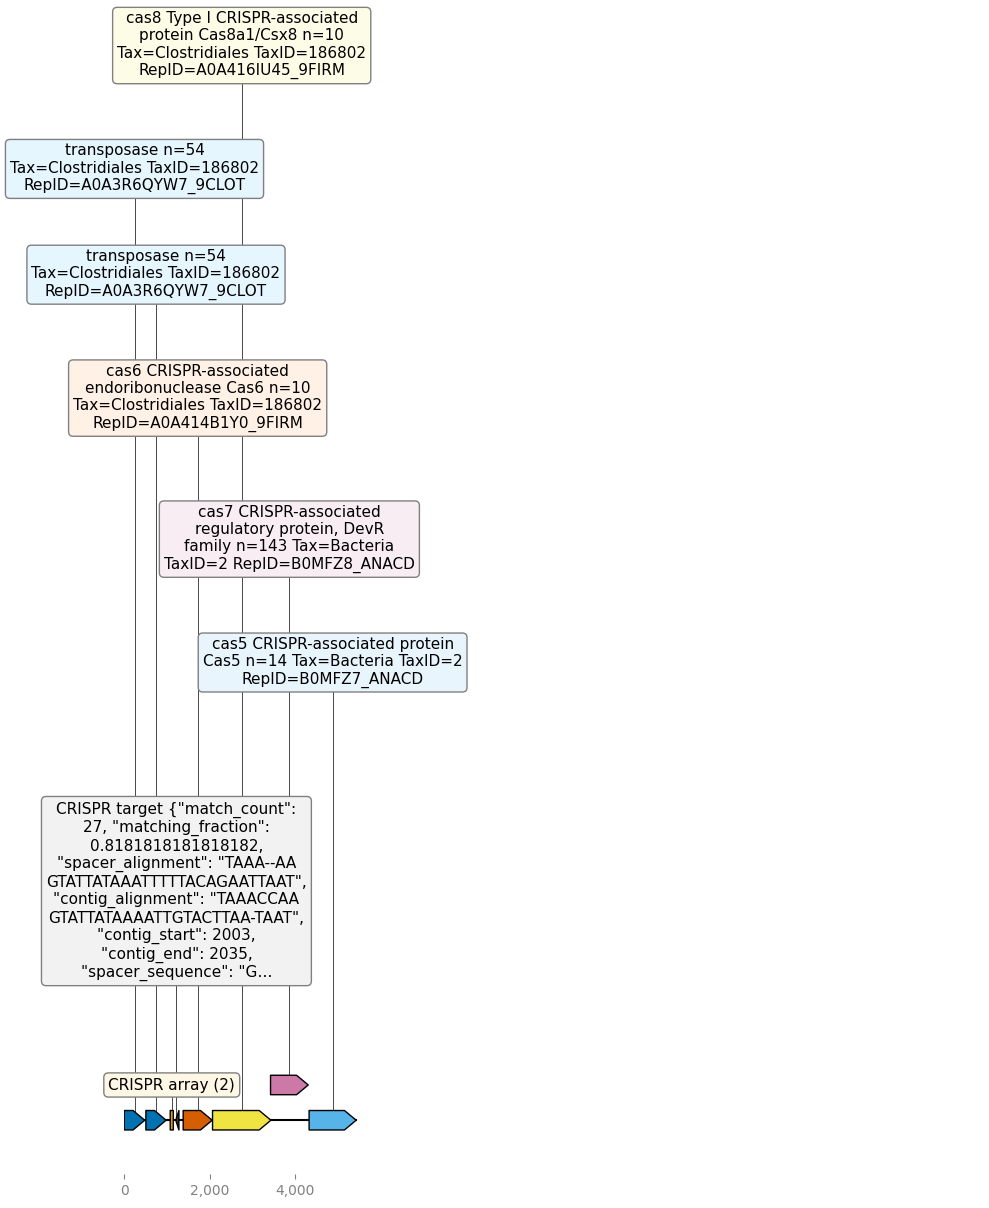 cas8 Type I CRISPR-associated
protein Cas8a1/Csx8 n=10
Tax=Clostridiales TaxID=186802
RepID=A0A416IU45_9FIRM
transposase n=54
Tax=Clostridiales TaxID=186802
RepID=A0A3R6QYW7_9CLOT
transposase n=54
Tax=Clostridiales TaxID=186802
RepID=A0A3R6QYW7_9CLOT
cas6 CRISPR-associated
endoribonuclease Cas6 n=10
Tax=Clostridiales TaxID=186802
RepID=A0A414B1Y0_9FIRM
cas7 CRISPR-associated
regulatory protein, DevR
family n=143 Tax=Bacteria
TaxID=2 RepID=B0MFZ8_ANACD
cas5 CRISPR-associated protein
Cas5 n=14 Tax=Bacteria TaxID=2
RepID=B0MFZ7_ANACD
CRISPR target {"match_count":
27, "matching_fraction":
0.8181818181818182,
"spacer_alignment": "TAAA--AA
GTATTATAAATTTTTACAGAATTAAT",
"contig_alignment": "TAAACCAA
GTATTATAAAATTGTACTTAA-TAAT",
"contig_start": 2003,
"contig_end": 2035,
"spacer_sequence": "G...
CRISPR array (2)
0
2,000
4,000